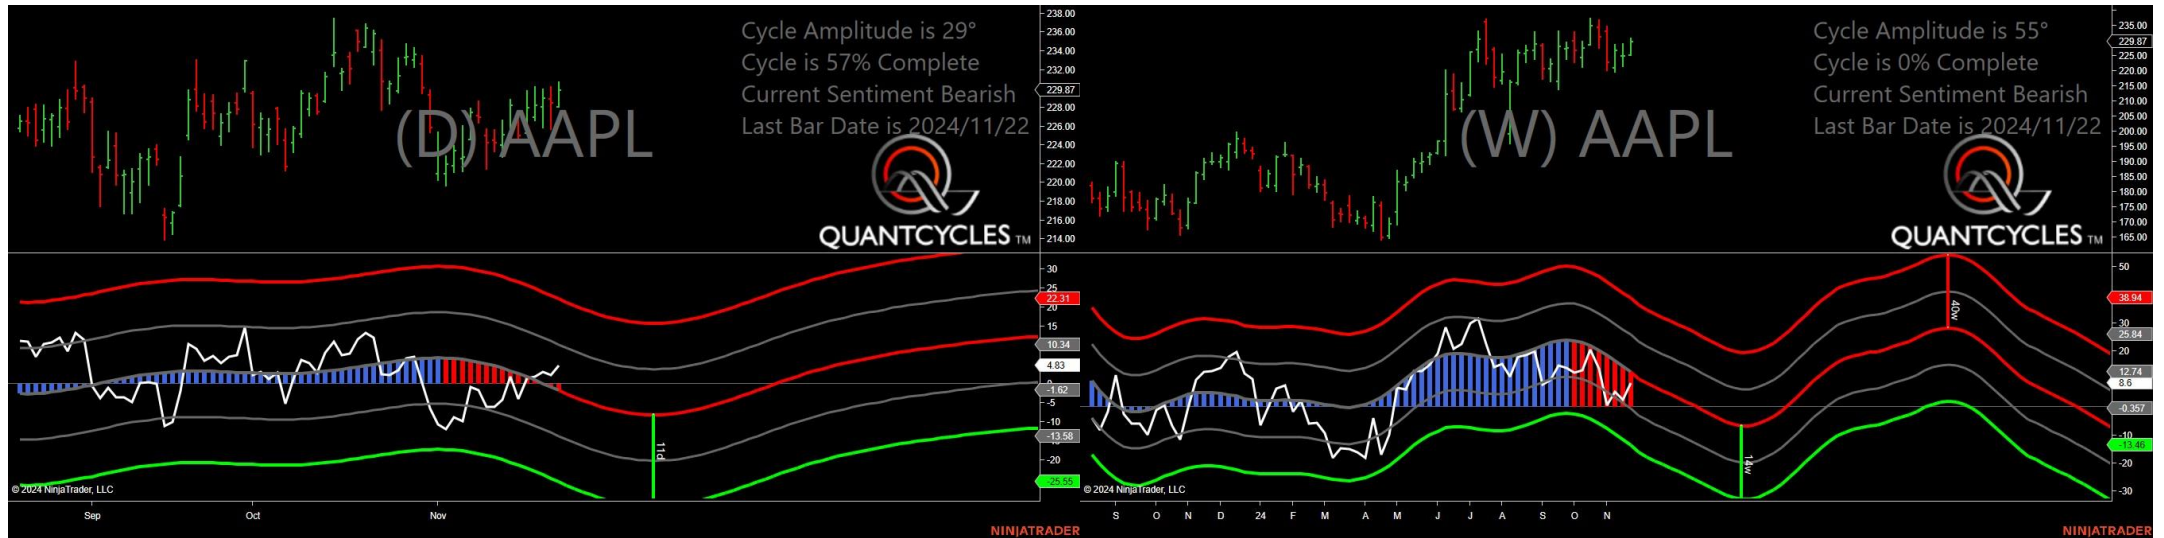 Cycle Amplitude is 29°
Cycle is 57% Complete
Current Sentiment Bearish
Last Bar Date is 2024/11/22
(D) AAPL
QUANTCYCLES TM
238.00
236.00
234.00
232.00
229.87
228.00
226.00
224.00
222.00
220.00
218.00
216.00
214.00
30
25
22.31
20
15
10.34
4.83
0
-1.62
-5
-10
-13.58
-20
-25.55
11d
© 2024 NinjaTrader, LLC
Sep Oct Nov
NINJATRADER
Cycle Amplitude is 55°
Cycle is 0% Complete
Current Sentiment Bearish
Last Bar Date is 2024/11/22
(W) AAPL
QUANTCYCLES TM
235.00
229.87
225.00
220.00
215.00
210.00
205.00
200.00
195.00
190.00
185.00
180.00
175.00
170.00
165.00
50
38.94
30
25.84
20
12.74
8.6
-0.357
-10
-13.46
-20
-30
40w
14w
© 2024 NinjaTrader, LLC
S O N D 24 F M A M J J A S O N
NINJATRADER